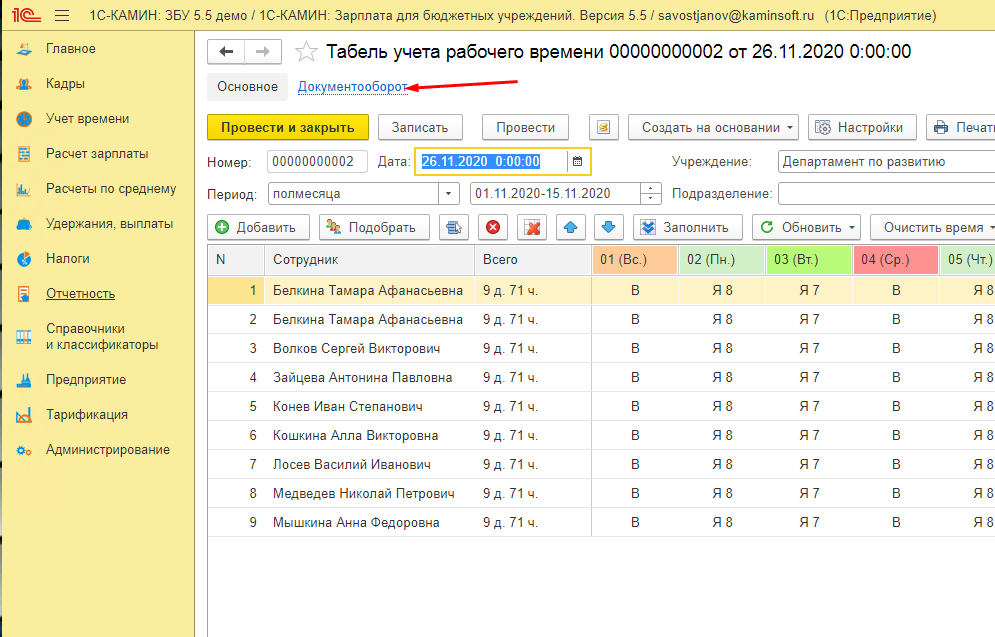 1С-КАМИН: ЗБУ 5.5 демо / 1С-КАМИН: Зарплата для бюджетных учреждений. Версия 5.5 / savostjanov@kaminsoft.ru (1С:Предприятие)
Главное
Кадры
Учет времени
Расчет зарплаты
Расчеты по среднему
Удержания, выплаты
Налоги
Отчетность
Справочники
и классификаторы
Предприятие
Тарификация
Администрирование
Табель учета рабочего времени 00000000002 от 26.11.2020 0:00:00
Основное Документооборот
Провести и закрыть Записать Провести Создать на основании Настройки Печать
Номер: 00000000002 Дата: 26.11.2020 0:00:00 Учреждение: Департамент по развитию
Период: полмесяца 01.11.2020-15.11.2020 Подразделение:
Добавить Подобрать Заполнить Обновить Очистить время
N Сотрудник Всего 01 (Вс.) 02 (Пн.) 03 (Вт.) 04 (Ср.) 05 (Чт.)
1 Белкина Тамара Афанасьевна 9 д. 71 ч. В Я 8 Я 7 В Я 8
2 Белкина Тамара Афанасьевна 9 д. 71 ч. В Я 8 Я 7 В Я 8
3 Волков Сергей Викторович 9 д. 71 ч. В Я 8 Я 7 В Я 8
4 Зайцева Антонина Павловна 9 д. 71 ч. В Я 8 Я 7 В Я 8
5 Конев Иван Степанович 9 д. 71 ч. В Я 8 Я 7 В Я 8
6 Кошкина Алла Викторовна 9 д. 71 ч. В Я 8 Я 7 В Я 8
7 Лосев Василий Иванович 9 д. 71 ч. В Я 8 Я 7 В Я 8
8 Медведев Николай Петрович 9 д. 71 ч. В Я 8 Я 7 В Я 8
9 Мышкина Анна Федоровна 9 д. 71 ч. В Я 8 Я 7 В Я 8